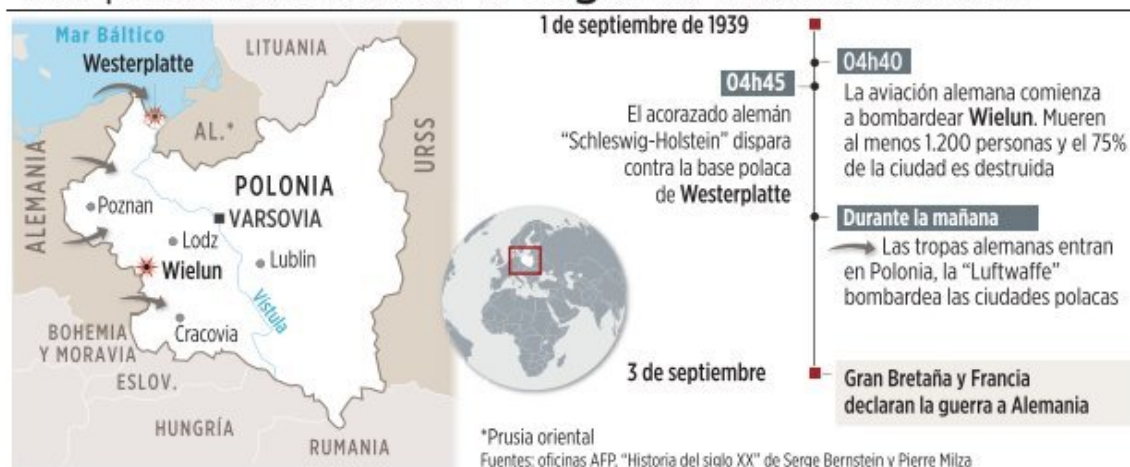 Mar Báltico
Westerplatte
LITUANIA
AL.*
URSS
ALEMANIA
POLONIA
Poznan
VARSOVIA
Lodz
Wielun
Lublin
Vístula
Cracovia
BOHEMIA
Y MORAVIA
ESLOV.
HUNGRÍA
RUMANIA
1 de septiembre de 1939
04h40
La aviación alemana comienza
a bombardear Wielun. Mueren
al menos 1.200 personas y el 75%
de la ciudad es destruida
04h45
El acorazado alemán
“Schleswig-Holstein” dispara
contra la base polaca
de Westerplatte
Durante la mañana
Las tropas alemanas entran
en Polonia, la “Luftwaffe”
bombardea las ciudades polacas
3 de septiembre
Gran Bretaña y Francia
declaran la guerra a Alemania
*Prusia oriental
Fuentes: oficinas AFP, “Historia del siglo XX” de Serge Bernstein y Pierre Milza